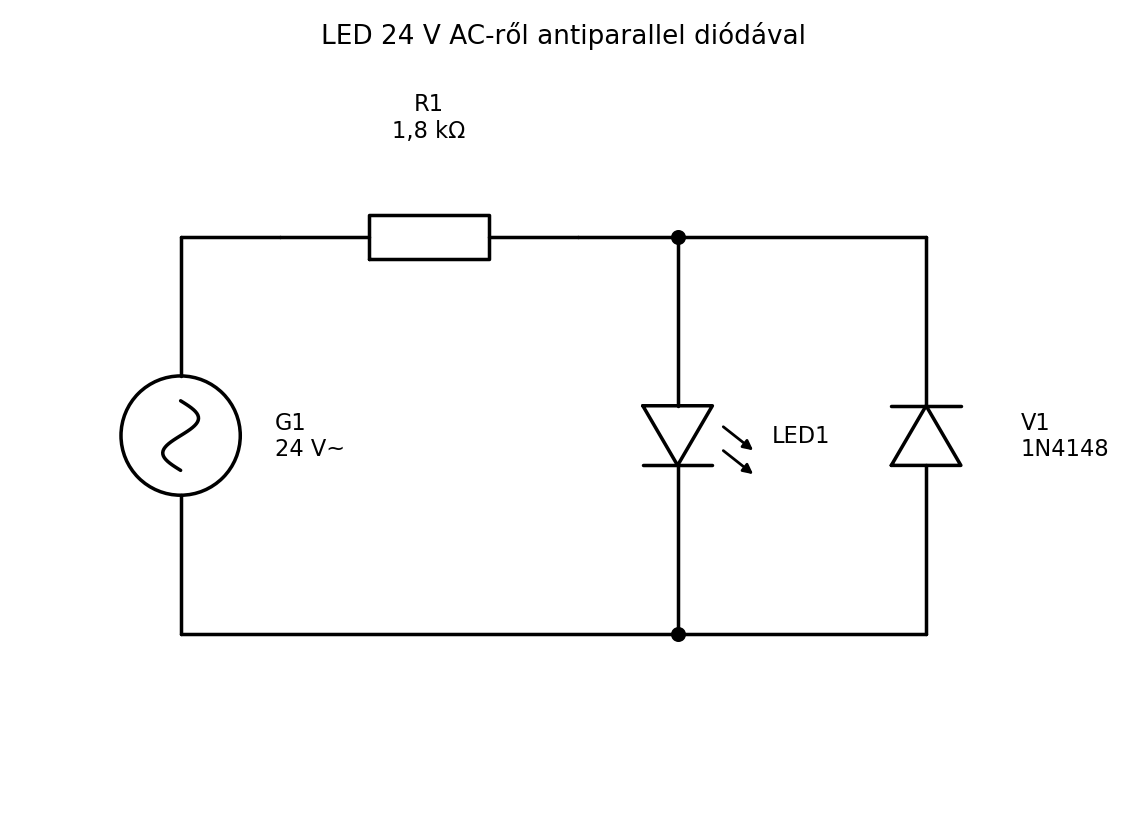 LED 24 V AC-ről antiparallel diódával
R1
1,8 kΩ
G1
24 V~
LED1
V1
1N4148